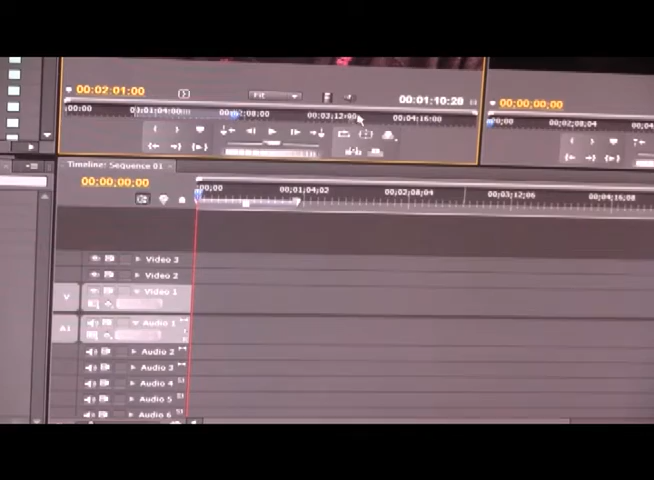 00:02:01:00
Fit
00:01:10:20
00;00;00;00
:00:00
00:01:04:00
2:08:00
00:03:12:00
00:04:16:00
00;00
00;02;08;04
Timeline: Sequence 01 ×
00;00;00;00
;00;00
00;01;04;02
00;02;08;04
00;03;12;06
00;04;16;08
Video 3
Video 2
V
Video 1
A1
Audio 1
Audio 2
Audio 3
Audio 4
Audio 5
Audio 6